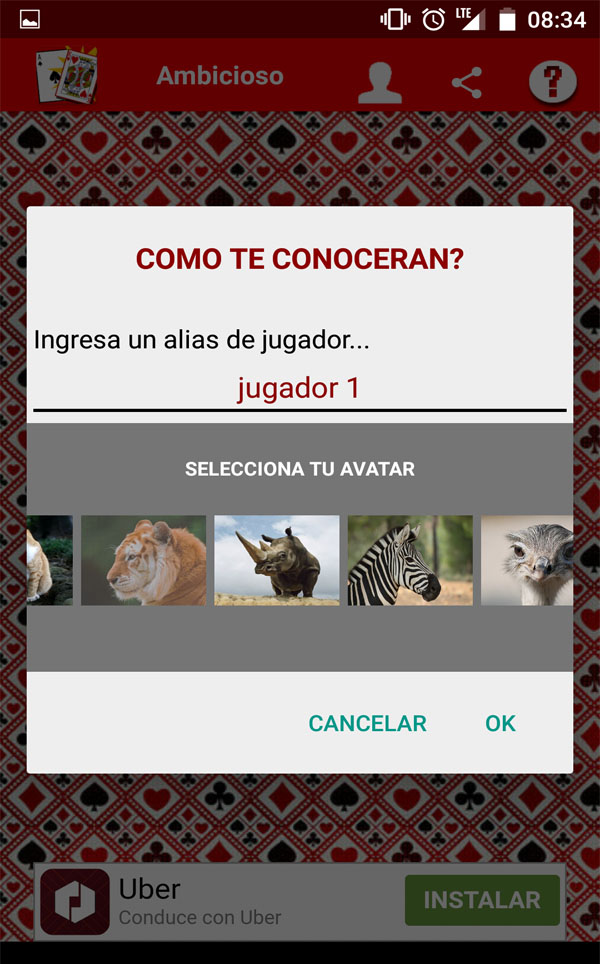 LTE 08:34
Ambicioso
COMO TE CONOCERAN?
Ingresa un alias de jugador...
jugador 1
SELECCIONA TU AVATAR
CANCELAR OK
Uber
Conduce con Uber
INSTALAR